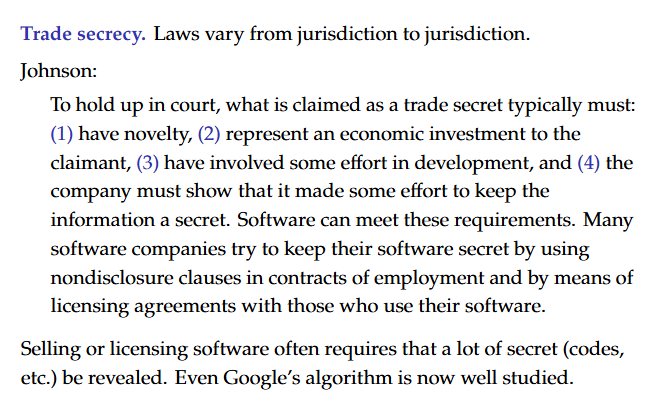 Trade secrecy. Laws vary from jurisdiction to jurisdiction.
Johnson:
To hold up in court, what is claimed as a trade secret typically must:
(1) have novelty, (2) represent an economic investment to the
claimant, (3) have involved some effort in development, and (4) the
company must show that it made some effort to keep the
information a secret. Software can meet these requirements. Many
software companies try to keep their software secret by using
nondisclosure clauses in contracts of employment and by means of
licensing agreements with those who use their software.
Selling or licensing software often requires that a lot of secret (codes,
etc.) be revealed. Even Google’s algorithm is now well studied.